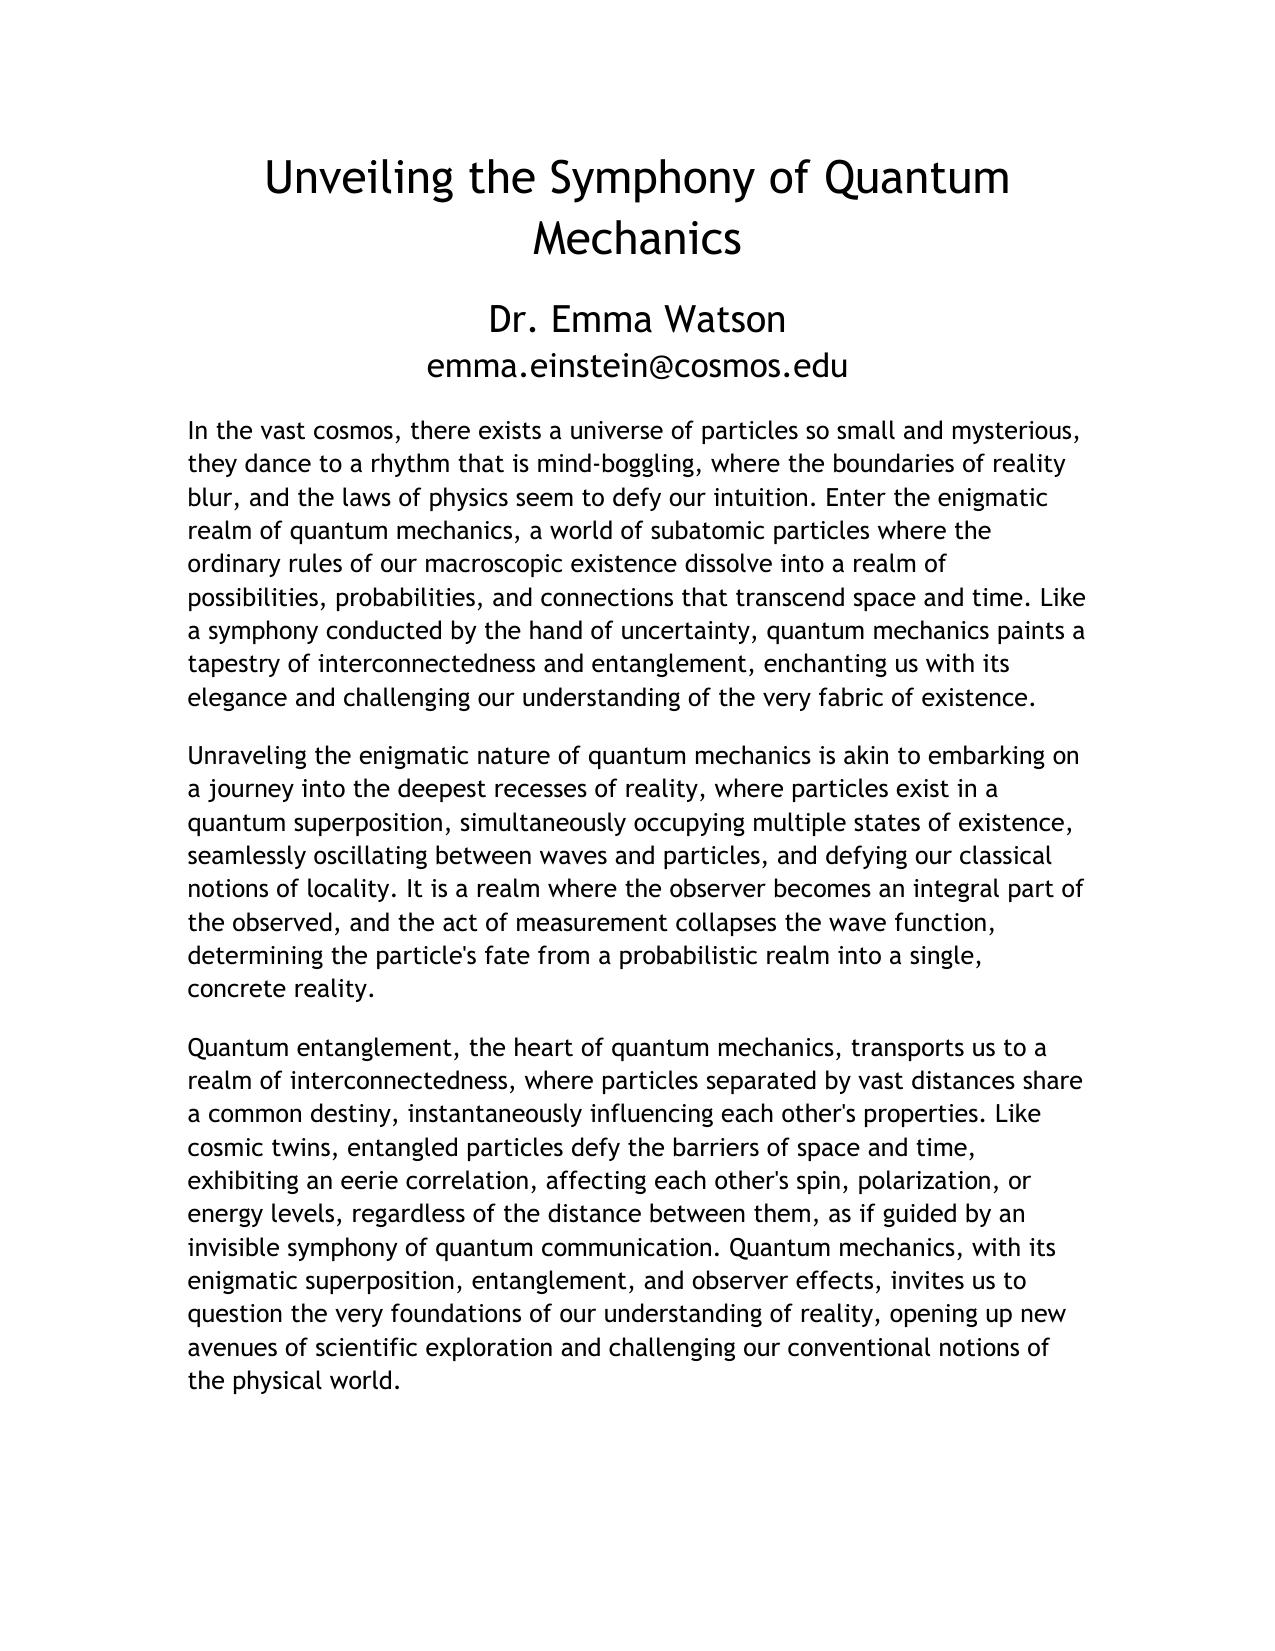 Unveiling the Symphony of Quantum
Mechanics
Dr. Emma Watson
emma.einstein@cosmos.edu
In the vast cosmos, there exists a universe of particles so small and mysterious,
they dance to a rhythm that is mind-boggling, where the boundaries of reality
blur, and the laws of physics seem to defy our intuition. Enter the enigmatic
realm of quantum mechanics, a world of subatomic particles where the
ordinary rules of our macroscopic existence dissolve into a realm of
possibilities, probabilities, and connections that transcend space and time. Like
a symphony conducted by the hand of uncertainty, quantum mechanics paints a
tapestry of interconnectedness and entanglement, enchanting us with its
elegance and challenging our understanding of the very fabric of existence.
Unraveling the enigmatic nature of quantum mechanics is akin to embarking on
a journey into the deepest recesses of reality, where particles exist in a
quantum superposition, simultaneously occupying multiple states of existence,
seamlessly oscillating between waves and particles, and defying our classical
notions of locality. It is a realm where the observer becomes an integral part of
the observed, and the act of measurement collapses the wave function,
determining the particle's fate from a probabilistic realm into a single,
concrete reality.
Quantum entanglement, the heart of quantum mechanics, transports us to a
realm of interconnectedness, where particles separated by vast distances share
a common destiny, instantaneously influencing each other's properties. Like
cosmic twins, entangled particles defy the barriers of space and time,
exhibiting an eerie correlation, affecting each other's spin, polarization, or
energy levels, regardless of the distance between them, as if guided by an
invisible symphony of quantum communication. Quantum mechanics, with its
enigmatic superposition, entanglement, and observer effects, invites us to
question the very foundations of our understanding of reality, opening up new
avenues of scientific exploration and challenging our conventional notions of
the physical world.